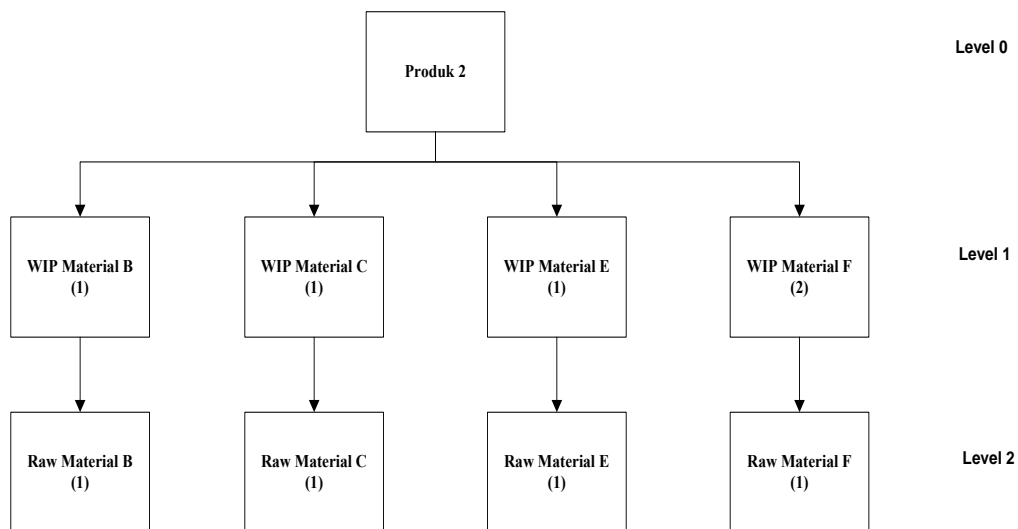 Level 0
Produk 2
WIP Material B
(1)
WIP Material C
(1)
WIP Material E
(1)
WIP Material F
(2)
Level 1
Raw Material B
(1)
Raw Material C
(1)
Raw Material E
(1)
Raw Material F
(1)
Level 2